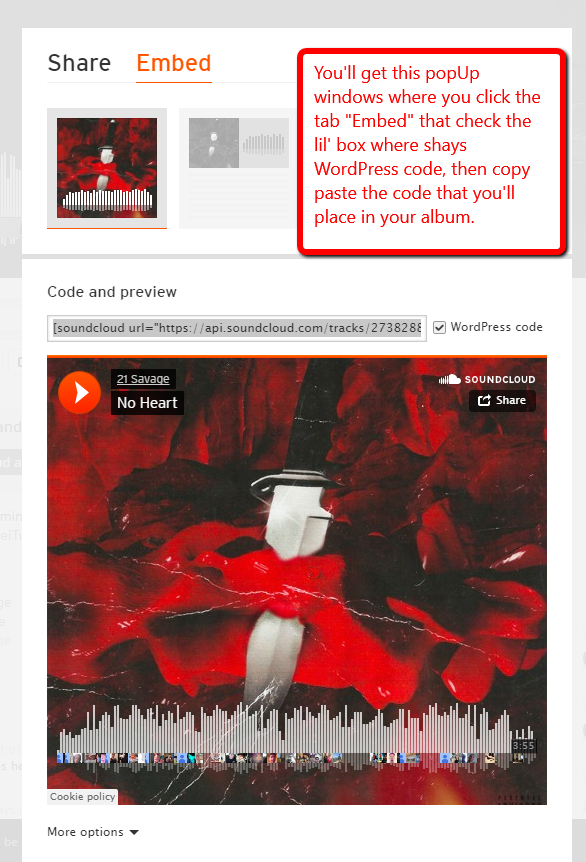 Share Embed
You'll get this popUp
windows where you click the
tab "Embed" that check the
lil' box where shays
WordPress code, then copy
paste the code that you'll
place in your album.
Code and preview
[soundcloud url="https://api.soundcloud.com/tracks/2738288
WordPress code
21 Savage
No Heart
SOUNDCLOUD
Share
3:55
Cookie policy
More options